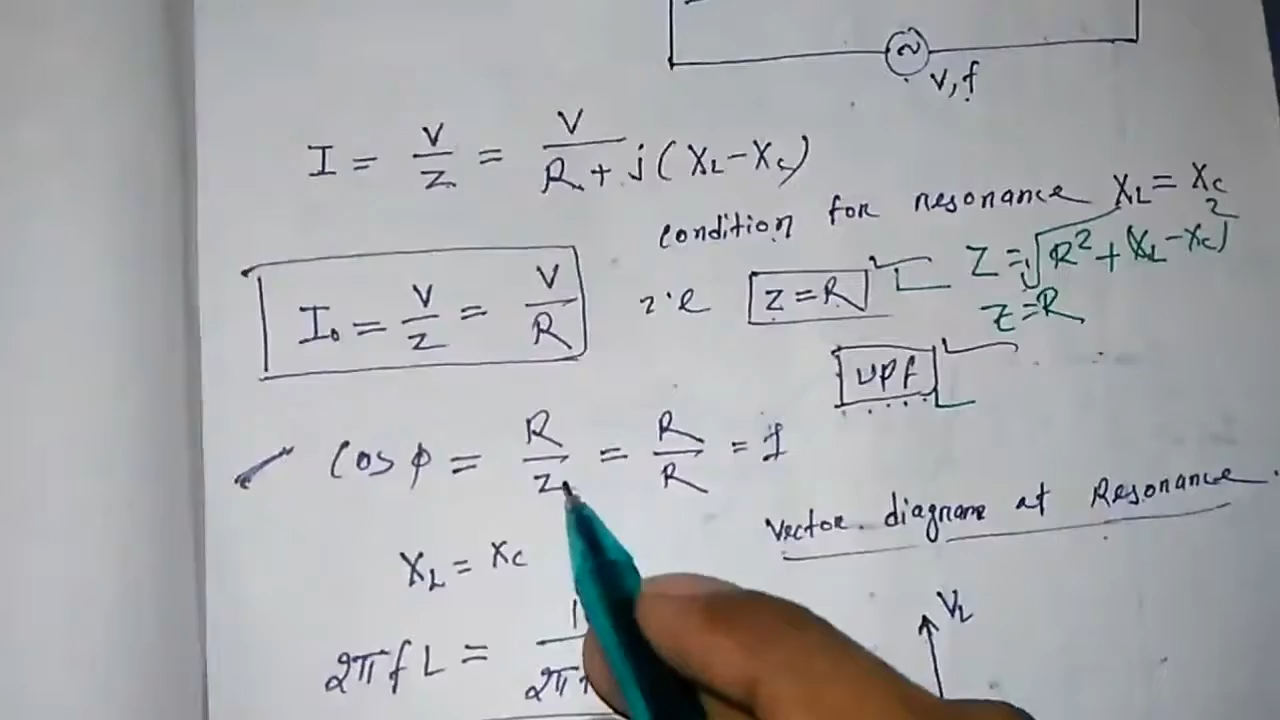 V, f
I = V/Z = V/(R + j(XL - Xc))
condition for resonance XL = Xc
Z = √(R² + (XL - Xc)²)
I₀ = V/Z = V/R
i.e Z = R
Z = R
UPf
Cos φ = R/Z = R/R = 1
Vector diagram at Resonance
XL = Xc
VL
2πfL = 1/2πf